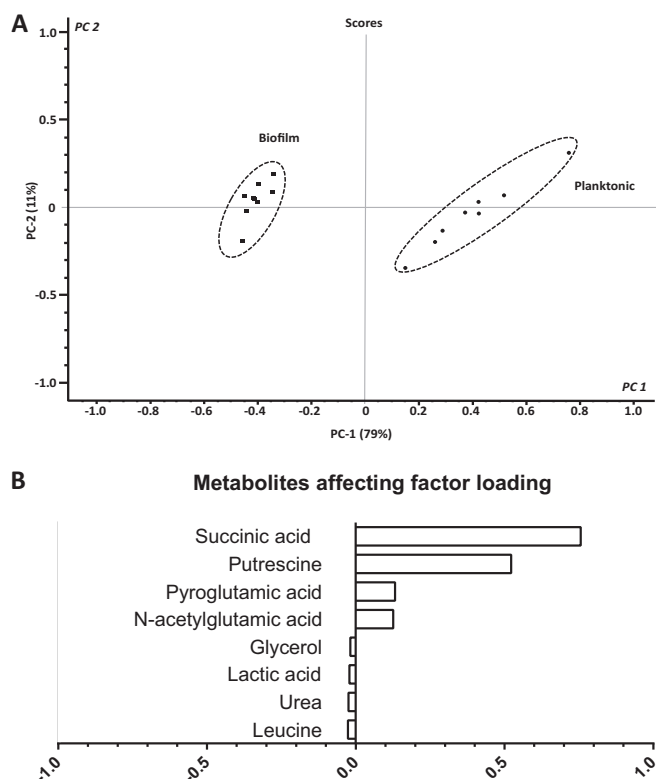 A
PC 2
Scores
1.0
Biofilm
0.5
Planktonic
PC-2 (11%)
0
-0.5
-1.0
PC 1
-1.0 -0.8 -0.6 -0.4 -0.2 0 0.2 0.4 0.6 0.8 1.0
PC-1 (79%)
B
Metabolites affecting factor loading
Succinic acid
Putrescine
Pyroglutamic acid
N-acetylglutamic acid
Glycerol
Lactic acid
Urea
Leucine
-1.0 -0.5 0.0 0.5 1.0